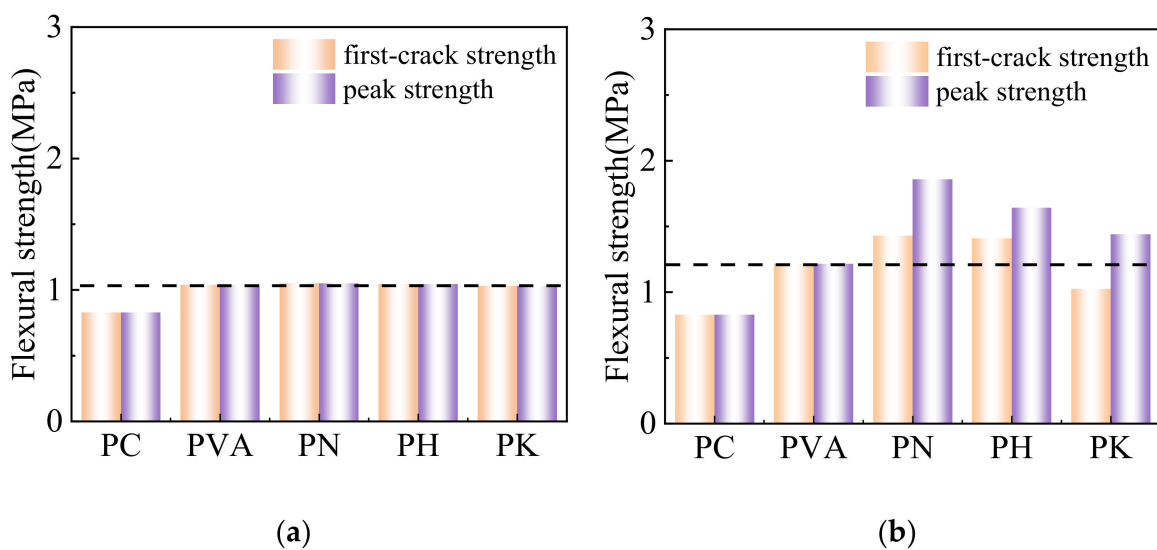 3
2
1
0
Flexural strength(MPa)
first-crack strength
peak strength
PC PVA PN PH PK
(a)
3
2
1
0
Flexural strength(MPa)
first-crack strength
peak strength
PC PVA PN PH PK
(b)